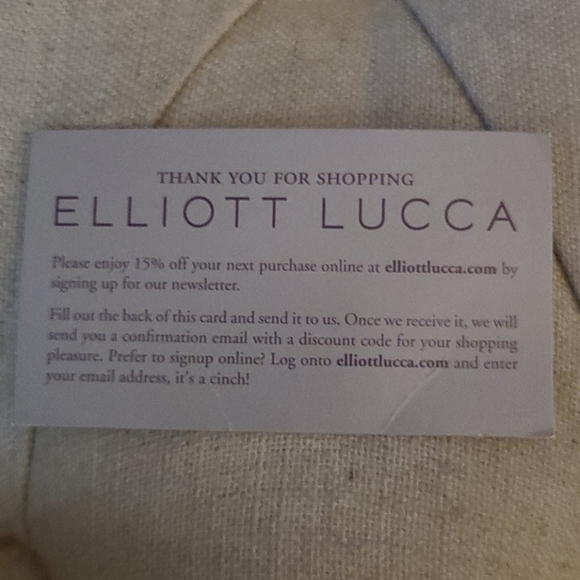 THANK YOU FOR SHOPPING
ELLIOTT LUCCA
Please enjoy 15% off your next purchase online at elliottlucca.com by
signing up for our newsletter.
Fill out the back of this card and send it to us. Once we receive it, we will
send you a confirmation email with a discount code for your shopping
pleasure. Prefer to signup online? Log onto elliottlucca.com and enter
your email address, it's a cinch!